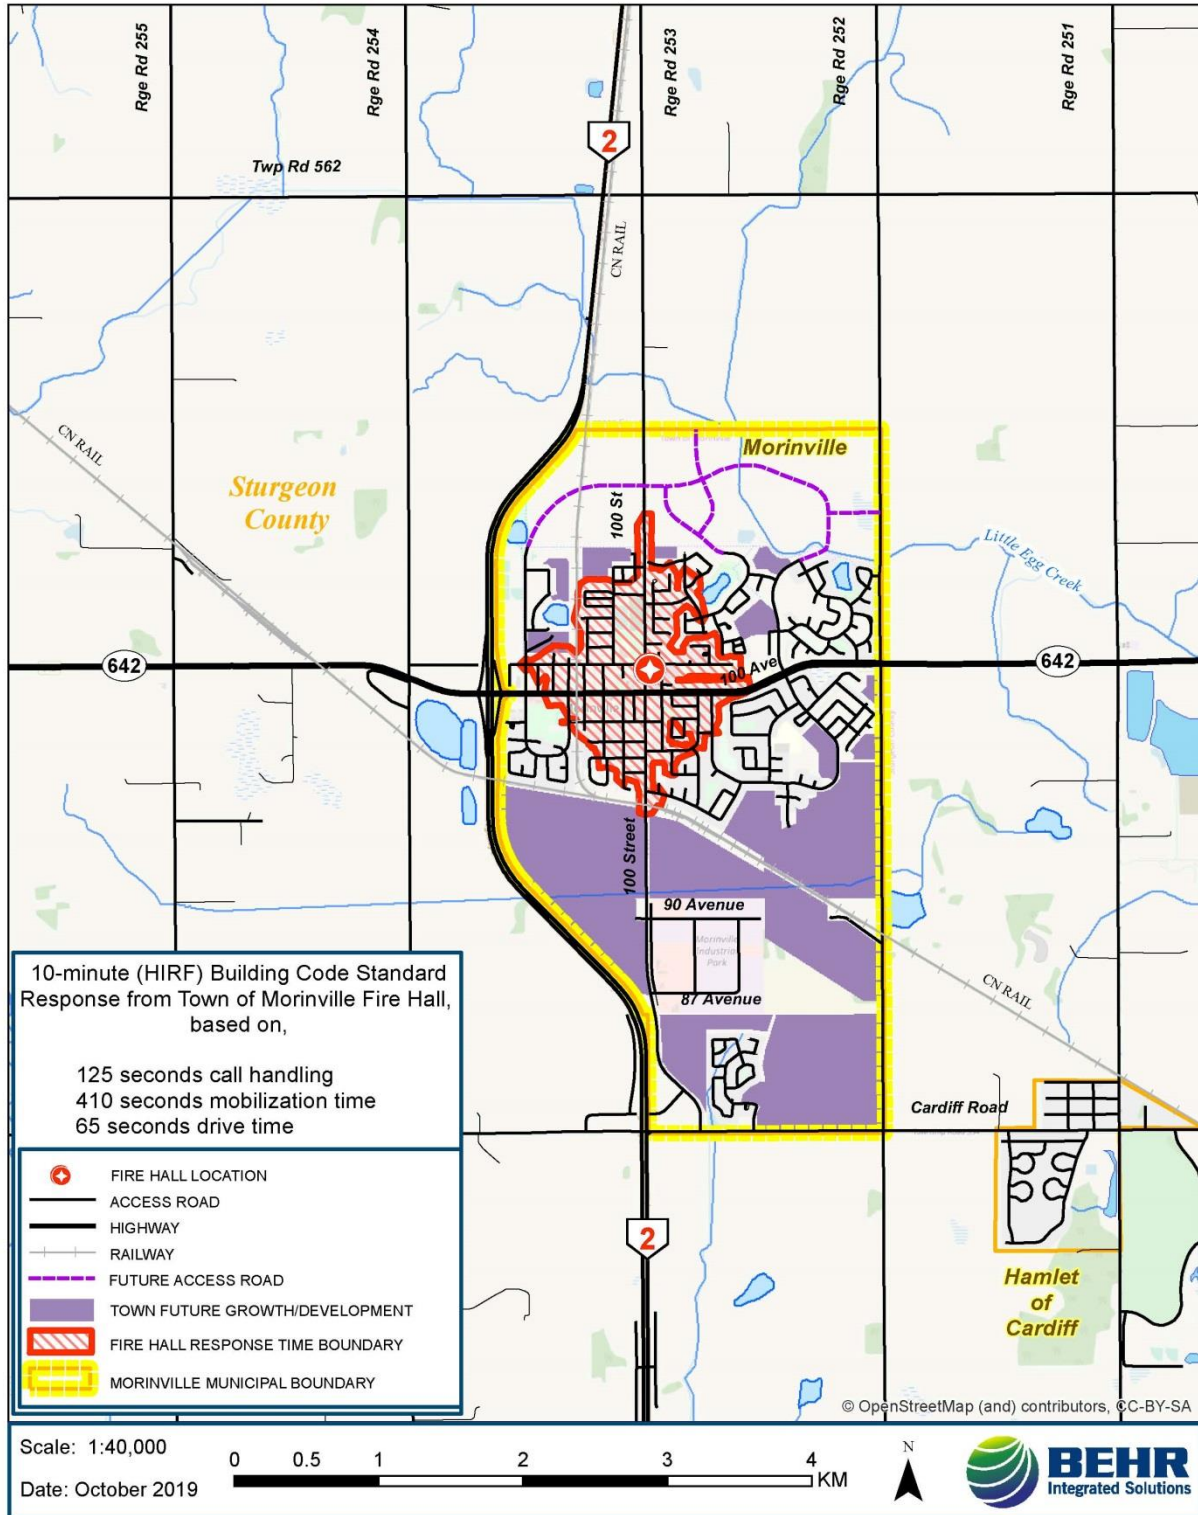 Rge Rd 255
Rge Rd 254
Rge Rd 253
Rge Rd 252
Rge Rd 251
2
Twp Rd 562
CN RAIL
CN RAIL
Sturgeon
County
Morinville
100 St
Little Egg Creek
642
100 Ave
642
100 Street
90 Avenue
Morinville
Industrial
Park
87 Avenue
CN RAIL
Cardiff Road
2
Hamlet
of
Cardiff
10-minute (HIRF) Building Code Standard
Response from Town of Morinville Fire Hall,
based on,
125 seconds call handling
410 seconds mobilization time
65 seconds drive time
FIRE HALL LOCATION
ACCESS ROAD
HIGHWAY
RAILWAY
FUTURE ACCESS ROAD
TOWN FUTURE GROWTH/DEVELOPMENT
FIRE HALL RESPONSE TIME BOUNDARY
MORINVILLE MUNICIPAL BOUNDARY
© OpenStreetMap (and) contributors, CC-BY-SA
Scale: 1:40,000
Date: October 2019
0 0.5 1 2 3 4
KM
N
BEHR
Integrated Solutions